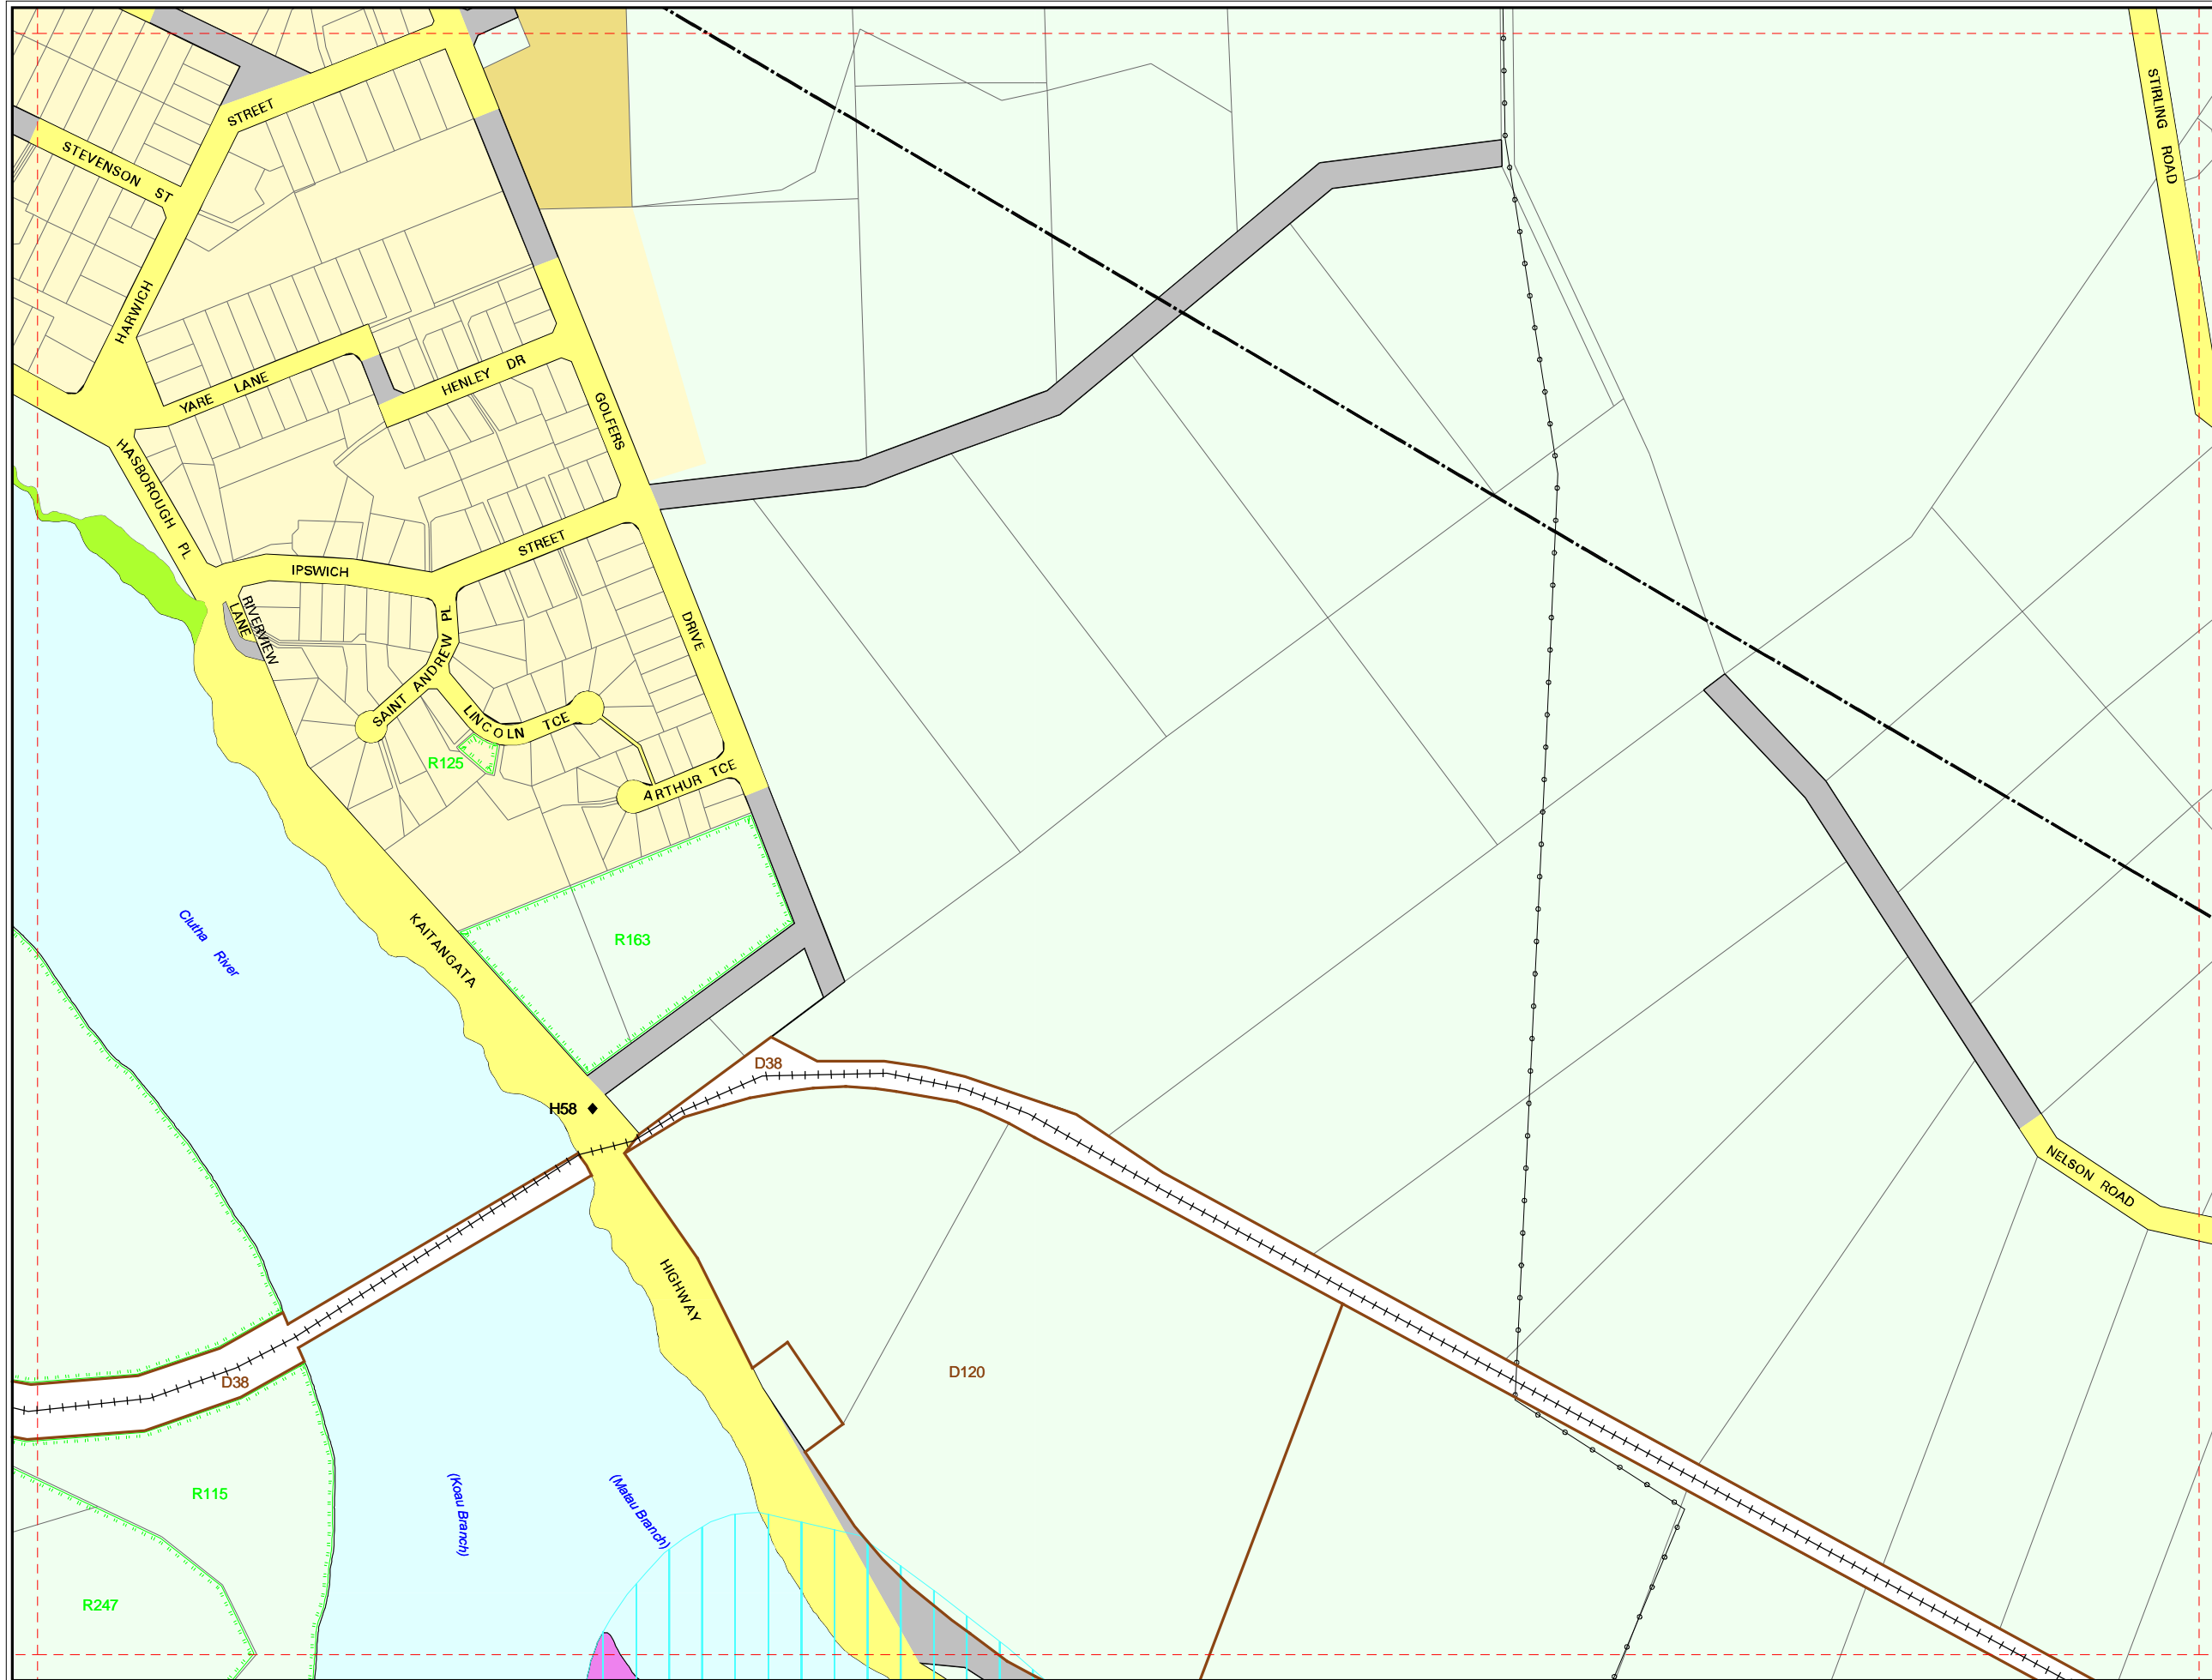 STREET
STIRLING ROAD
STEVENSON ST
HARWICH
YARE LANE
HENLEY DR
GOLFERS
HASBOROUGH PL
STREET
IPSWICH
RIVERVIEW
LANE
SAINT ANDREW PL
DRIVE
LINCOLN TCE
R125
ARTHUR TCE
KAITANGATA
Clutha River
R163
D38
H58
NELSON ROAD
HIGHWAY
D120
D38
R115
(Koau Branch)
(Matau Branch)
R247